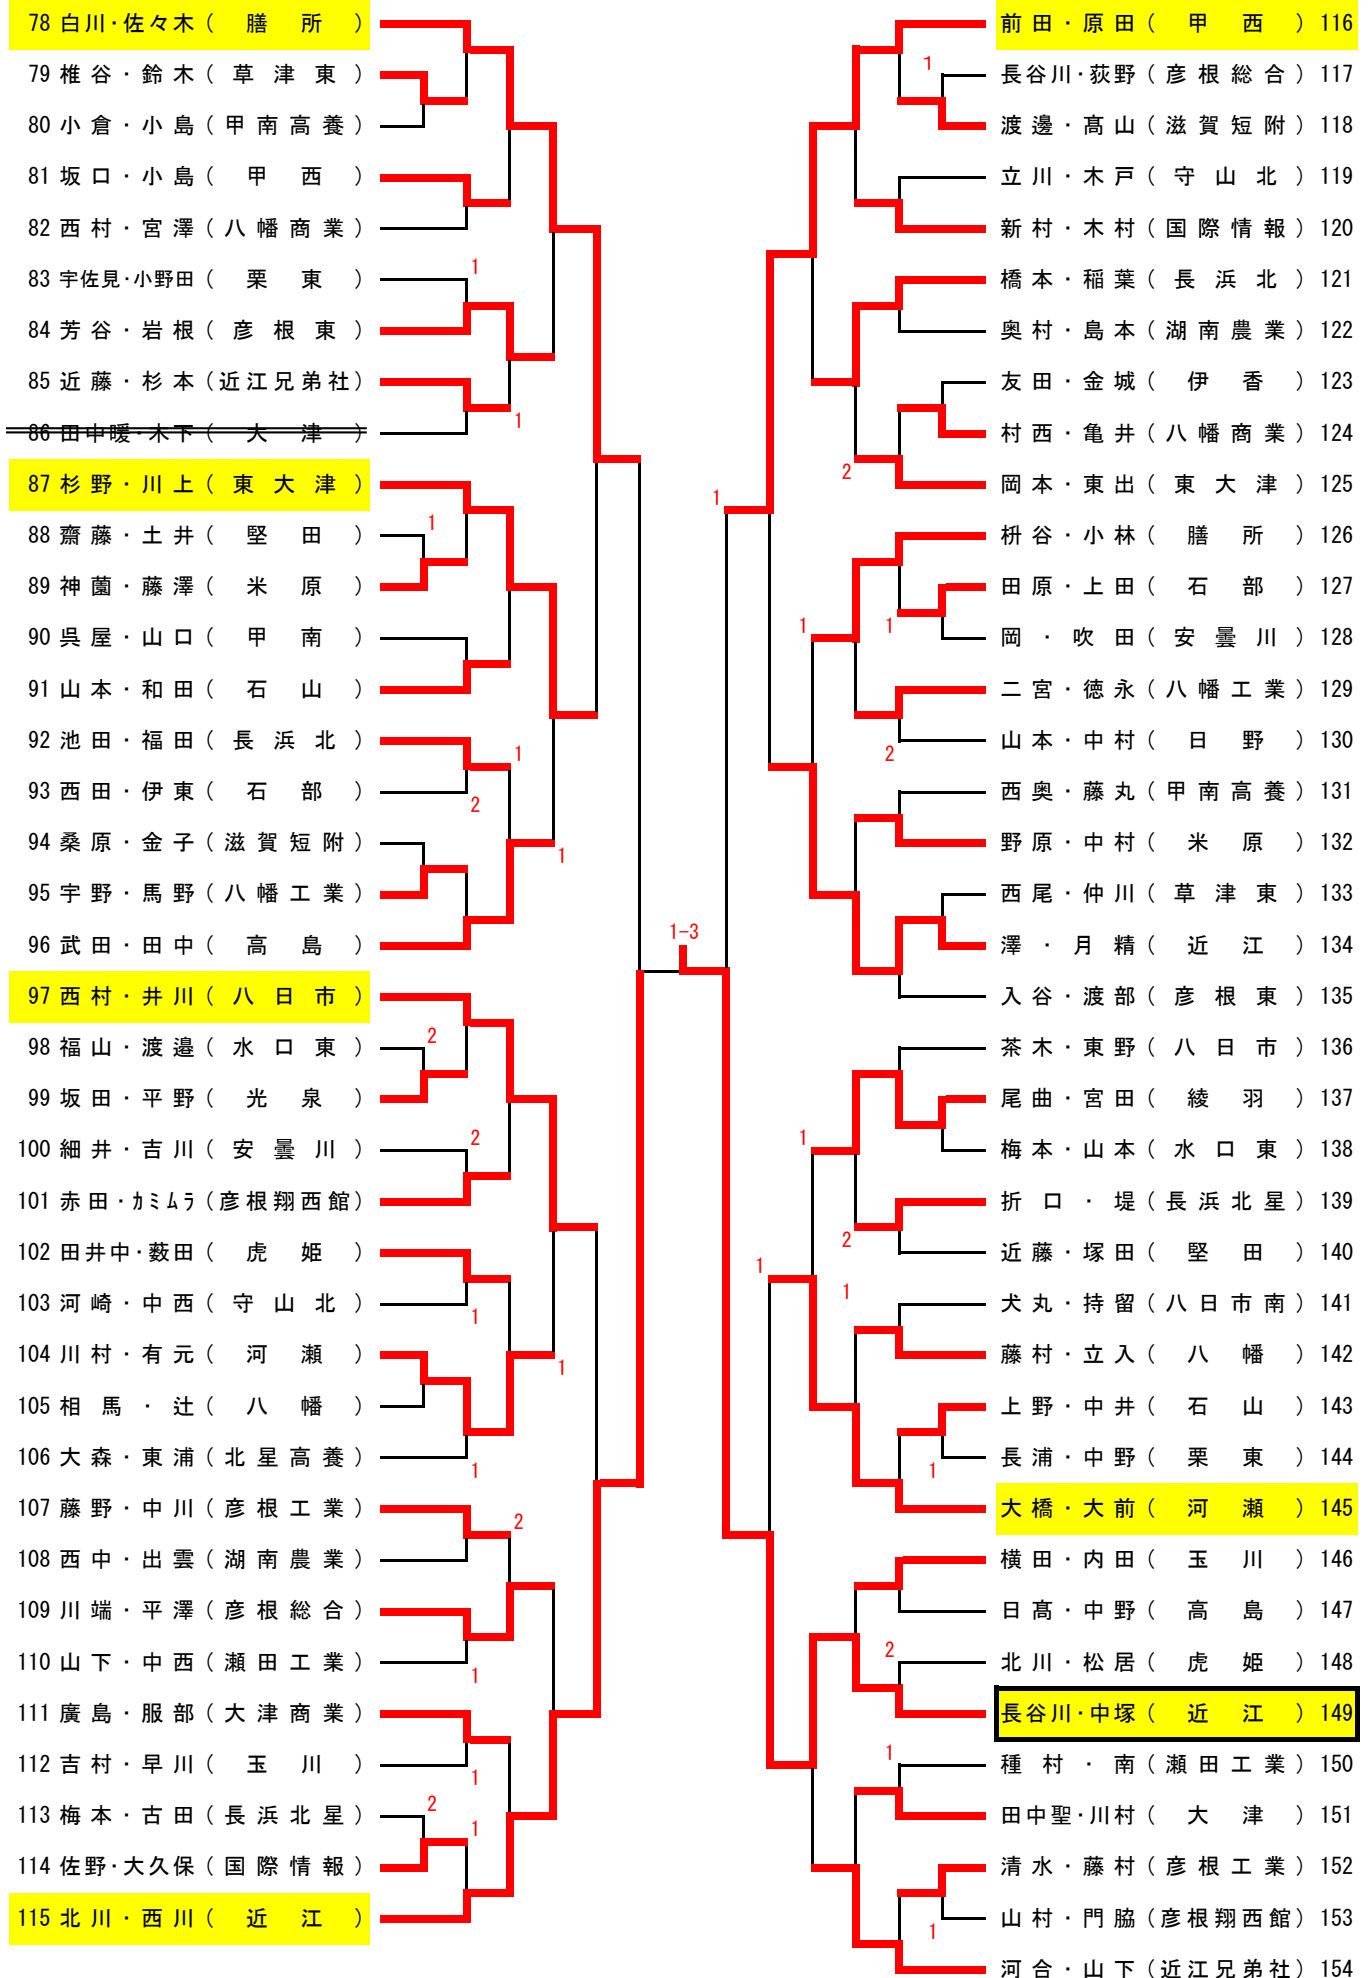 78 白川・佐々木 ( 膳所 )
79 椎谷・鈴木 ( 草津東 )
80 小倉・小島 ( 甲南高養 )
81 坂口・小島 ( 甲西 )
82 西村・宮澤 ( 八幡商業 )
83 宇佐見・小野田 ( 栗東 )
1
84 芳谷・岩根 ( 彦根東 )
85 近藤・杉本 ( 近江兄弟社 )
1
86 田中暖・木下 ( 大津 )
87 杉野・川上 ( 東大津 )
88 齋藤・土井 ( 堅田 )
1
89 神薗・藤澤 ( 米原 )
90 呉屋・山口 ( 甲南 )
91 山本・和田 ( 石山 )
92 池田・福田 ( 長浜北 )
1
93 西田・伊東 ( 石部 )
2
94 桑原・金子 ( 滋賀短附 )
1
95 宇野・馬野 ( 八幡工業 )
96 武田・田中 ( 高島 )
97 西村・井川 ( 八日市 )
98 福山・渡邉 ( 水口東 )
2
99 坂田・平野 ( 光泉 )
100 細井・吉川 ( 安曇川 )
2
101 赤田・カミムラ ( 彦根翔西館 )
102 田井中・薮田 ( 虎姫 )
103 河崎・中西 ( 守山北 )
1
104 川村・有元 ( 河瀬 )
1
105 相馬・辻 ( 八幡 )
106 大森・東浦 ( 北星高養 )
1
107 藤野・中川 ( 彦根工業 )
2
108 西中・出雲 ( 湖南農業 )
109 川端・平澤 ( 彦根総合 )
110 山下・中西 ( 瀬田工業 )
1
111 廣島・服部 ( 大津商業 )
112 吉村・早川 ( 玉川 )
1
113 梅本・古田 ( 長浜北星 )
2
1
114 佐野・大久保 ( 国際情報 )
115 北川・西川 ( 近江 )
1-3
前田・原田 ( 甲西 ) 116
1
長谷川・荻野 ( 彦根総合 ) 117
渡邊・髙山 ( 滋賀短附 ) 118
立川・木戸 ( 守山北 ) 119
新村・木村 ( 国際情報 ) 120
橋本・稲葉 ( 長浜北 ) 121
奥村・島本 ( 湖南農業 ) 122
友田・金城 ( 伊香 ) 123
村西・亀井 ( 八幡商業 ) 124
2
岡本・東出 ( 東大津 ) 125
1
枡谷・小林 ( 膳所 ) 126
田原・上田 ( 石部 ) 127
1
1
岡・吹田 ( 安曇川 ) 128
二宮・徳永 ( 八幡工業 ) 129
2
山本・中村 ( 日野 ) 130
西奥・藤丸 ( 甲南高養 ) 131
野原・中村 ( 米原 ) 132
西尾・仲川 ( 草津東 ) 133
澤・月精 ( 近江 ) 134
入谷・渡部 ( 彦根東 ) 135
茶木・東野 ( 八日市 ) 136
尾曲・宮田 ( 綾羽 ) 137
1
梅本・山本 ( 水口東 ) 138
折口・堤 ( 長浜北星 ) 139
2
近藤・塚田 ( 堅田 ) 140
1
1
犬丸・持留 ( 八日市南 ) 141
藤村・立入 ( 八幡 ) 142
上野・中井 ( 石山 ) 143
1
長浦・中野 ( 栗東 ) 144
大橋・大前 ( 河瀬 ) 145
横田・内田 ( 玉川 ) 146
日髙・中野 ( 高島 ) 147
2
北川・松居 ( 虎姫 ) 148
長谷川・中塚 ( 近江 ) 149
1
種村・南 ( 瀬田工業 ) 150
田中聖・川村 ( 大津 ) 151
清水・藤村 ( 彦根工業 ) 152
1
山村・門脇 ( 彦根翔西館 ) 153
河合・山下 ( 近江兄弟社 ) 154